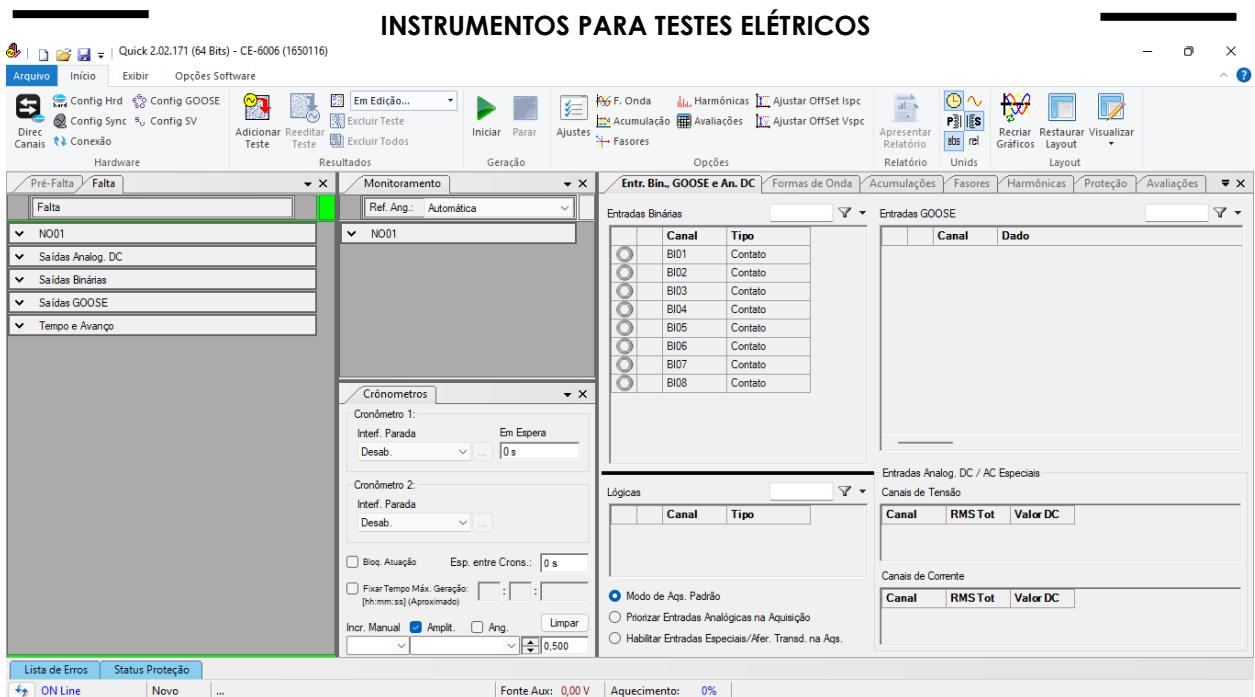 INSTRUMENTOS PARA TESTES ELÉTRICOS
Quick 2.02.171 (64 Bits) - CE-6006 (1650116)
Arquivo Início Exibir Opções Software
Direc Canais
Config Hrd Config GOOSE
Config Sync Config SV
Conexão
Hardware
Adicionar Teste
Reeditar Teste
Em Edição...
Excluir Teste
Excluir Todos
Resultados
Iniciar Parar
Geração
Ajustes
F. Onda Harmônicas Ajustar OffSet Ispc
Acumulação Avaliações Ajustar OffSet Vspc
Fasores
Opções
Apresentar Relatório
Relatório
abs rel
Unids
Recriar Gráficos
Restaurar Layout
Visualizar
Layout
Pré-Falta Falta
Falta
NO01
Saídas Analog. DC
Saídas Binárias
Saídas GOOSE
Tempo e Avanço
Monitoramento
Ref. Ang.: Automática
NO01
Crônometros
Cronômetro 1:
Interf. Parada Em Espera
Desab. ... 0 s
Cronômetro 2:
Interf. Parada
Desab. ...
Bloq. Atuação Esp. entre Crons.: 0 s
Fixar Tempo Máx. Geração: : :
[hh:mm:ss] (Aproximado)
Incr. Manual Amplit. Ang. Limpar
0,500
Entr. Bin., GOOSE e An. DC Formas de Onda Acumulações Fasores Harmônicas Proteção Avaliações
Entradas Binárias
Canal Tipo
BI01 Contato
BI02 Contato
BI03 Contato
BI04 Contato
BI05 Contato
BI06 Contato
BI07 Contato
BI08 Contato
Lógicas
Canal Tipo
Modo de Aqs. Padrão
Priorizar Entradas Analógicas na Aquisição
Habilitar Entradas Especiais/Afer. Transd. na Aqs.
Entradas GOOSE
Canal Dado
Entradas Analog. DC / AC Especiais
Canais de Tensão
Canal RMS Tot Valor DC
Canais de Corrente
Canal RMS Tot Valor DC
Lista de Erros Status Proteção
ON Line Novo ... Fonte Aux: 0,00 V Aquecimento: 0%